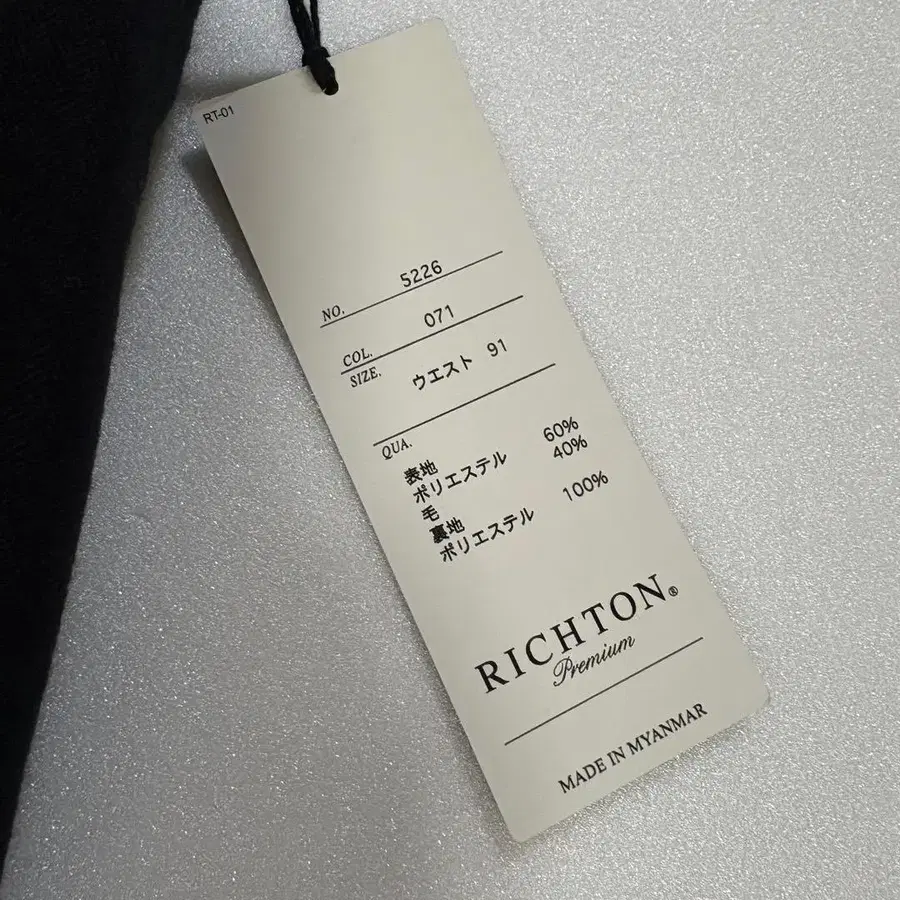 RT-01
NO. 5226
COL. 071
SIZE. ウエスト 91
QUA.
表地
ポリエステル 60%
毛 40%
裏地
ポリエステル 100%
RICHTON®
Premium
MADE IN MYANMAR